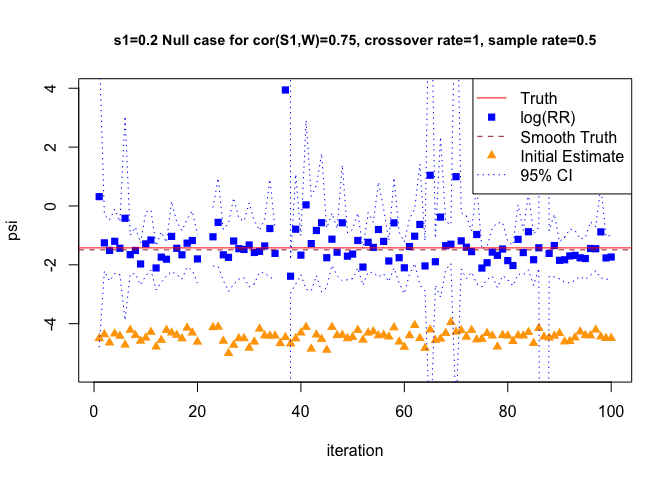 s1=0.2 Null case for cor(S1,W)=0.75, crossover rate=1, sample rate=0.5
Truth
log(RR)
Smooth Truth
Initial Estimate
95% CI
psi
4
2
0
-2
-4
0
20
40
60
80
100
iteration